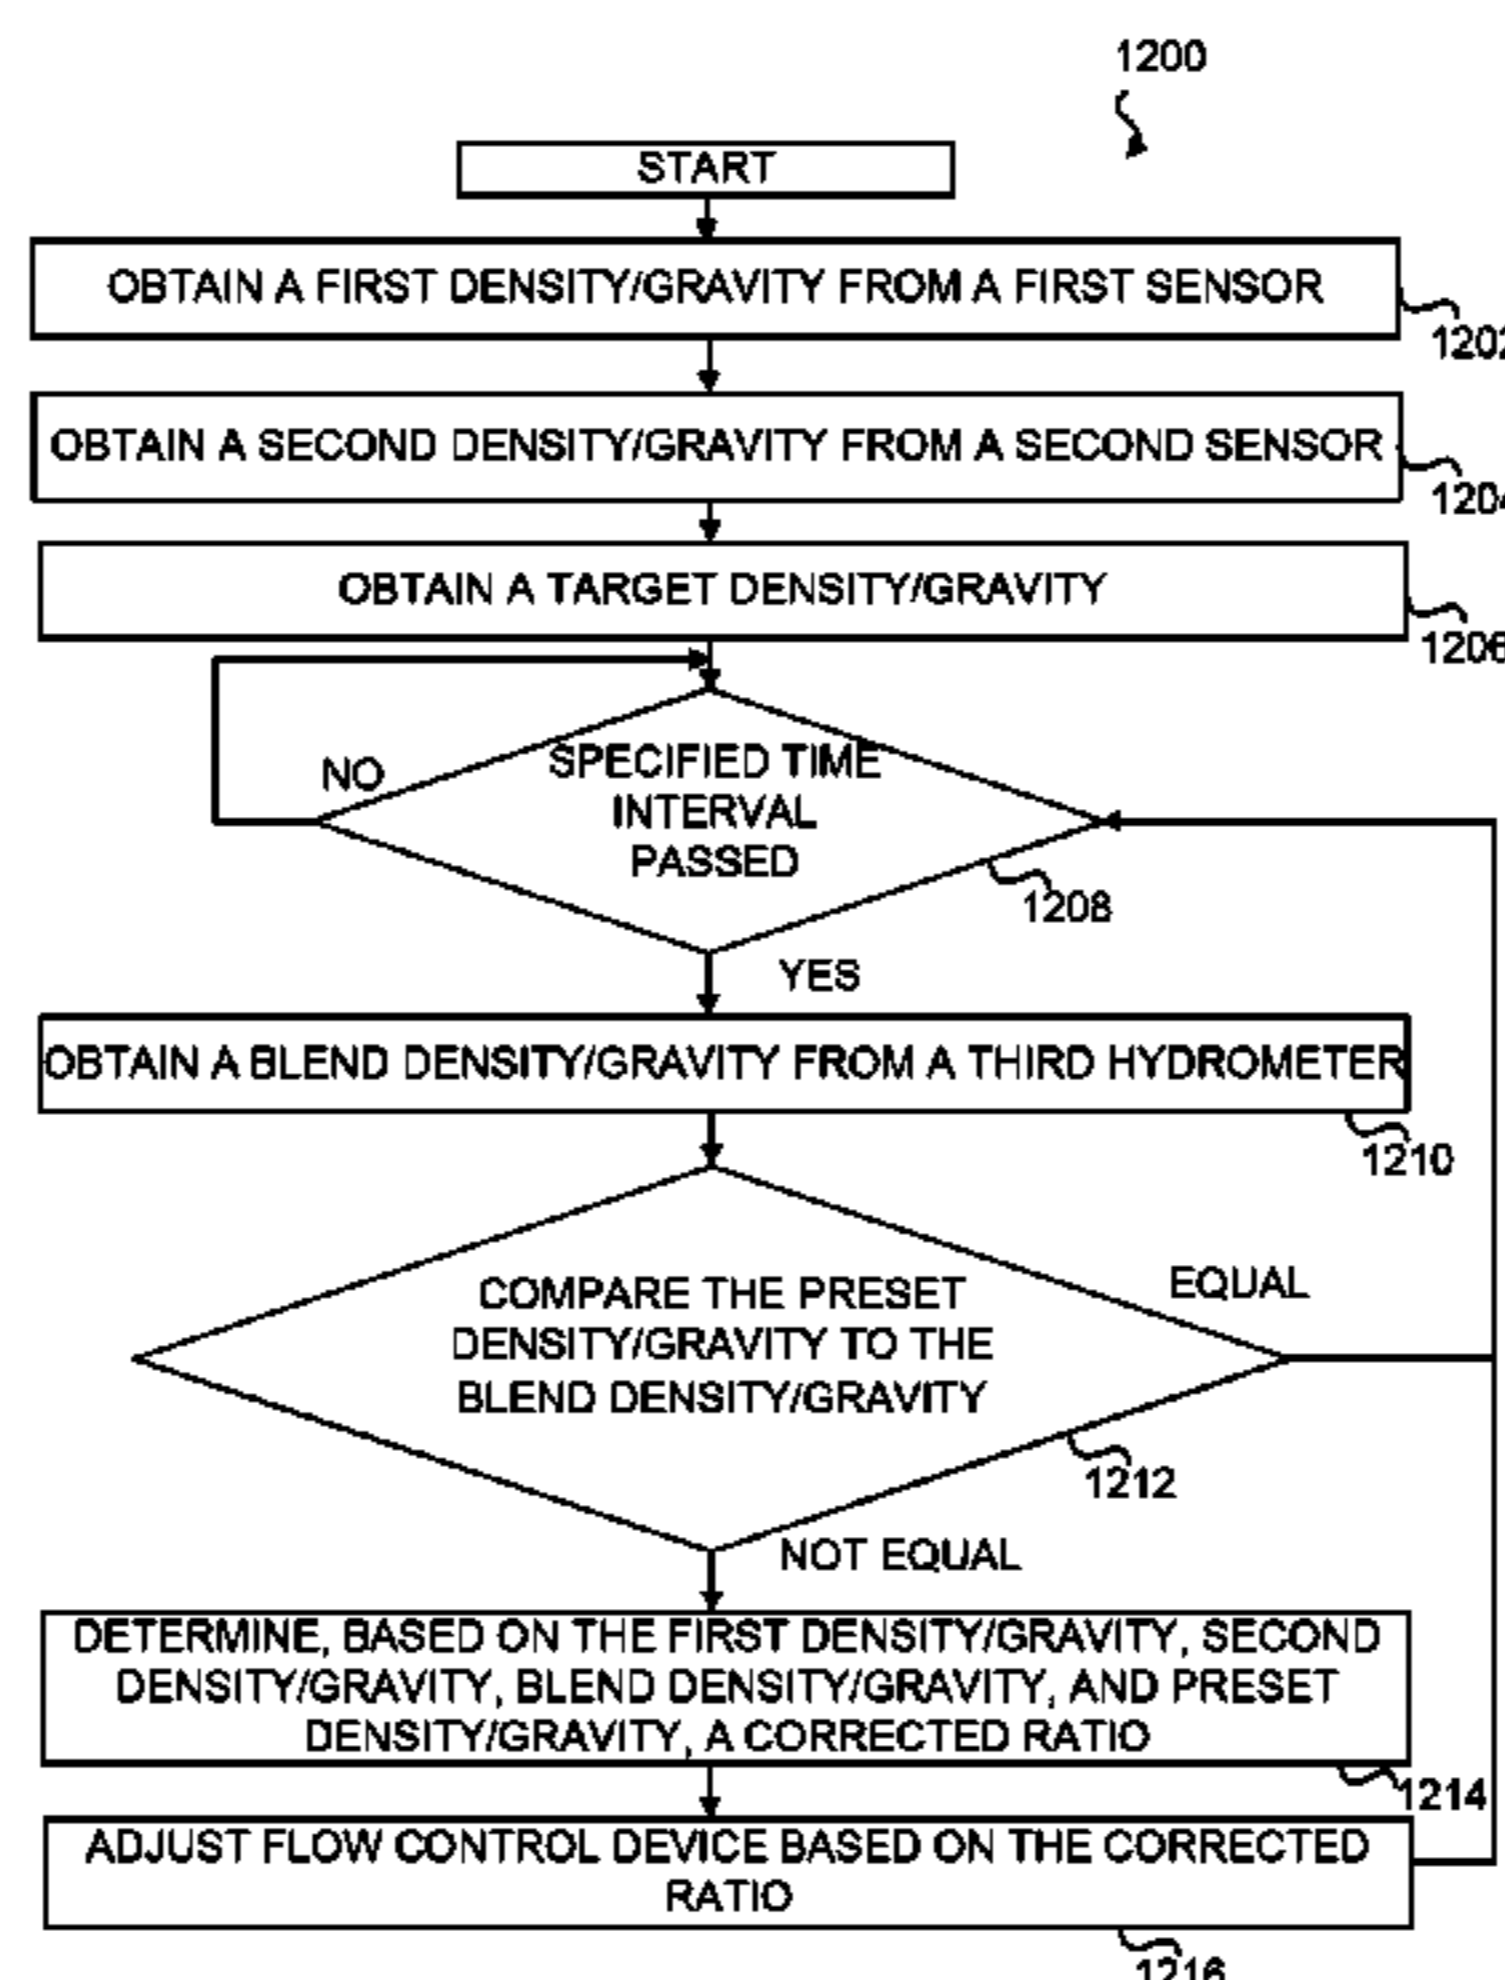 1200
START
OBTAIN A FIRST DENSITY/GRAVITY FROM A FIRST SENSOR
1202
OBTAIN A SECOND DENSITY/GRAVITY FROM A SECOND SENSOR
1204
OBTAIN A TARGET DENSITY/GRAVITY
1206
NO
SPECIFIED TIME
INTERVAL
PASSED
1208
YES
OBTAIN A BLEND DENSITY/GRAVITY FROM A THIRD HYDROMETER
1210
COMPARE THE PRESET
DENSITY/GRAVITY TO THE
BLEND DENSITY/GRAVITY
EQUAL
1212
NOT EQUAL
DETERMINE, BASED ON THE FIRST DENSITY/GRAVITY, SECOND
DENSITY/GRAVITY, BLEND DENSITY/GRAVITY, AND PRESET
DENSITY/GRAVITY, A CORRECTED RATIO
1214
ADJUST FLOW CONTROL DEVICE BASED ON THE CORRECTED
RATIO
1216